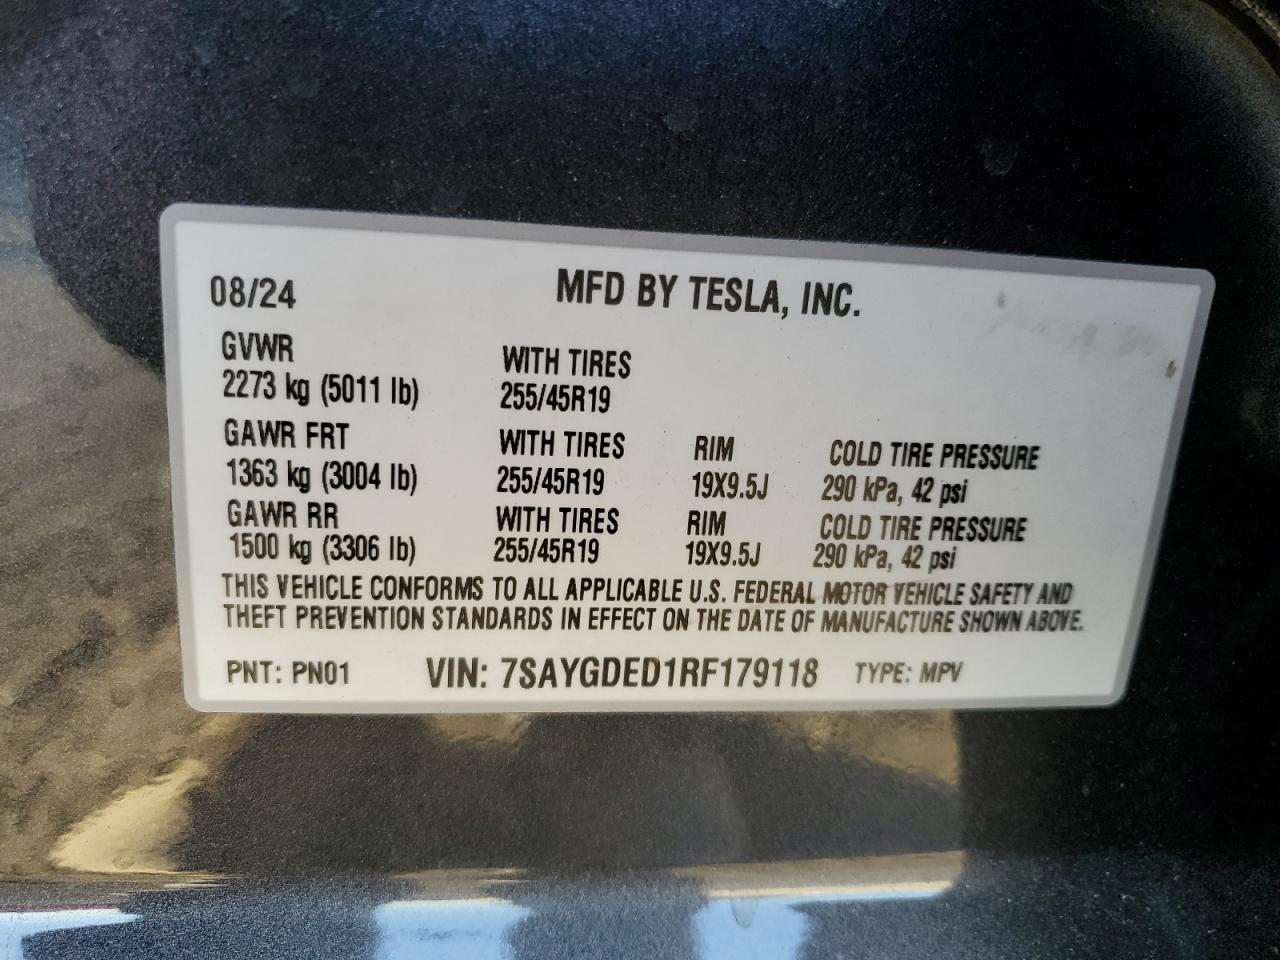 08/24 MFD BY TESLA, INC.
GVWR WITH TIRES
2273 kg (5011 lb) 255/45R19
GAWR FRT WITH TIRES RIM COLD TIRE PRESSURE
1363 kg (3004 lb) 255/45R19 19X9.5J 290 kPa, 42 psi
GAWR RR WITH TIRES RIM COLD TIRE PRESSURE
1500 kg (3306 lb) 255/45R19 19X9.5J 290 kPa, 42 psi
THIS VEHICLE CONFORMS TO ALL APPLICABLE U.S. FEDERAL MOTOR VEHICLE SAFETY AND
THEFT PREVENTION STANDARDS IN EFFECT ON THE DATE OF MANUFACTURE SHOWN ABOVE.
PNT: PN01 VIN: 7SAYGDED1RF179118 TYPE: MPV